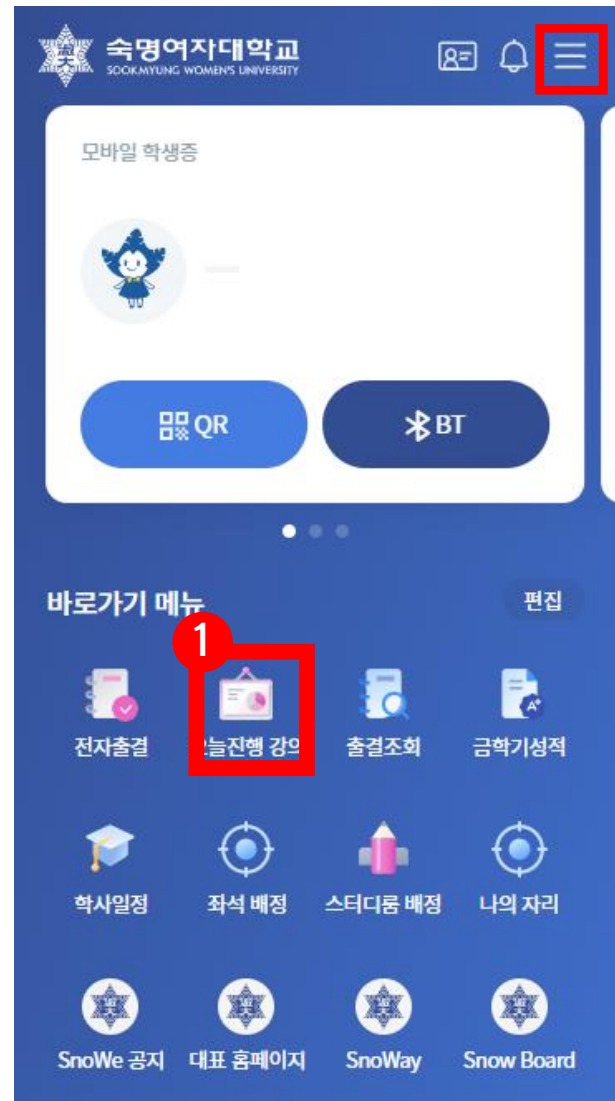 숙명여자대학교
SOOKMYUNG WOMEN'S UNIVERSITY
모바일 학생증
QR
BT
바로가기 메뉴
편집
1
전자출결
오늘진행 강의
출결조회
금학기성적
학사일정
좌석 배정
스터디룸 배정
나의 자리
SnoWe 공지
대표 홈페이지
SnoWay
Snow Board